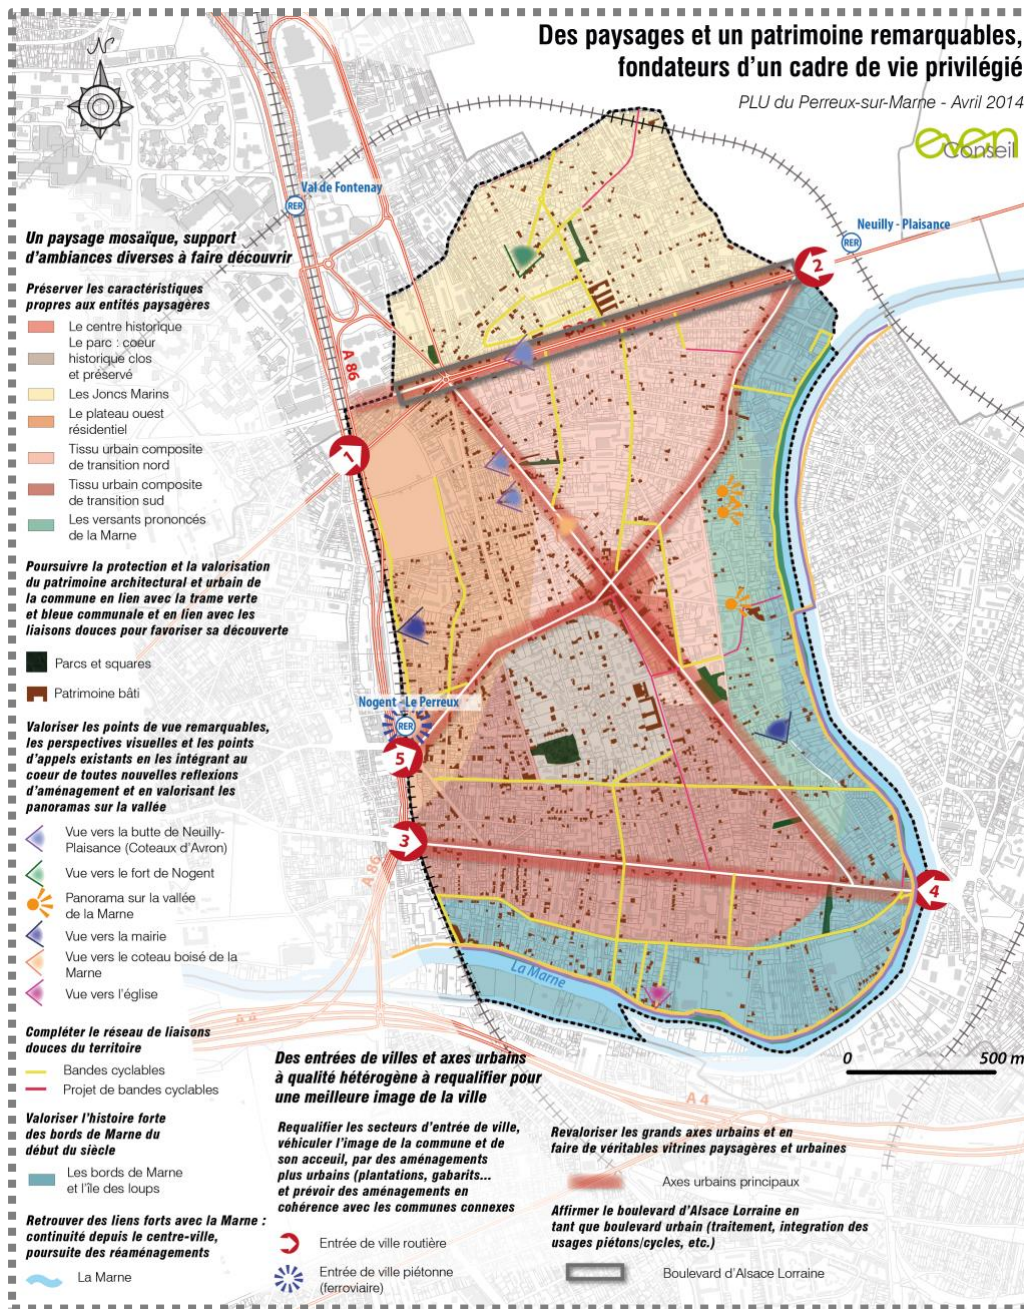 Des paysages et un patrimoine remarquables,
fondateurs d'un cadre de vie privilégié
PLU du Perreux-sur-Marne - Avril 2014
even
Conseil
N
Val de Fontenay
RER
Neuilly - Plaisance
RER
A 86
1
2
3
4
5
Nogent - Le Perreux
RER
A 86
La Marne
A 4
A 4
0
500 m
Un paysage mosaïque, support
d'ambiances diverses à faire découvrir
Préserver les caractéristiques
propres aux entités paysagères
Le centre historique
Le parc : coeur
historique clos
et préservé
Les Joncs Marins
Le plateau ouest
résidentiel
Tissu urbain composite
de transition nord
Tissu urbain composite
de transition sud
Les versants prononcés
de la Marne
Poursuivre la protection et la valorisation
du patrimoine architectural et urbain de
la commune en lien avec la trame verte
et bleue communale et en lien avec les
liaisons douces pour favoriser sa découverte
Parcs et squares
Patrimoine bâti
Valoriser les points de vue remarquables,
les perspectives visuelles et les points
d'appels existants en les intégrant au
coeur de toutes nouvelles reflexions
d'aménagement et en valorisant les
panoramas sur la vallée
Vue vers la butte de Neuilly-
Plaisance (Coteaux d'Avron)
Vue vers le fort de Nogent
Panorama sur la vallée
de la Marne
Vue vers la mairie
Vue vers le coteau boisé de la
Marne
Vue vers l'église
Compléter le réseau de liaisons
douces du territoire
Bandes cyclables
Projet de bandes cyclables
Valoriser l'histoire forte
des bords de Marne du
début du siècle
Les bords de Marne
et l'île des loups
Retrouver des liens forts avec la Marne :
continuité depuis le centre-ville,
poursuite des réaménagements
La Marne
Des entrées de villes et axes urbains
à qualité hétérogène à requalifier pour
une meilleure image de la ville
Requalifier les secteurs d'entrée de ville,
véhiculer l'image de la commune et de
son acceuil, par des aménagements
plus urbains (plantations, gabarits...
et prévoir des aménagements en
cohérence avec les communes connexes
Entrée de ville routière
Entrée de ville piétonne
(ferroviaire)
Revaloriser les grands axes urbains et en
faire de véritables vitrines paysagères et urbaines
Axes urbains principaux
Affirmer le boulevard d'Alsace Lorraine en
tant que boulevard urbain (traitement, integration des
usages piétons/cycles, etc.)
Boulevard d'Alsace Lorraine